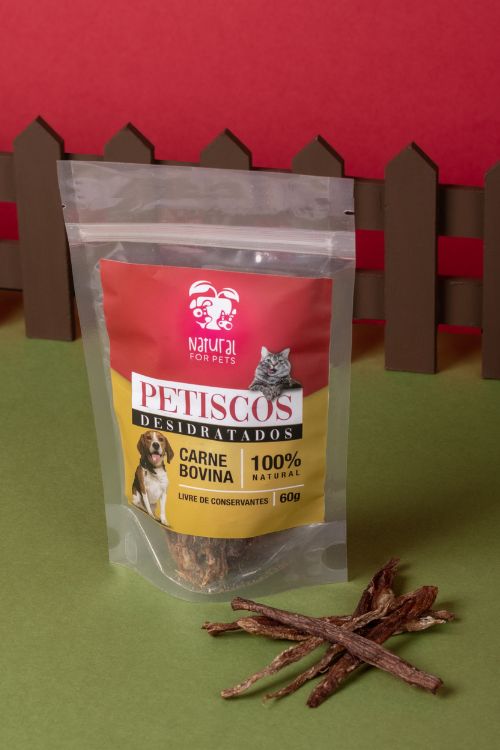 Natural
FOR PETS
PETISCOS
DESIDRATADOS
CARNE
BOVINA
100%
NATURAL
LIVRE DE CONSERVANTES
60g